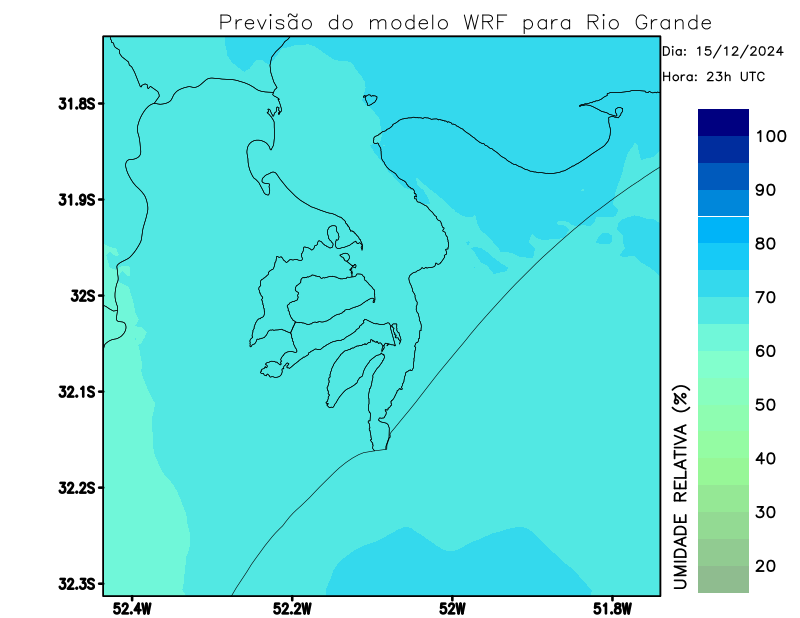 Previsão do modelo WRF para Rio Grande
Dia: 15/12/2024
Hora: 23h UTC
31.8S
31.9S
32S
32.1S
32.2S
32.3S
52.4W
52.2W
52W
51.8W
UMIDADE RELATIVA (%)
100
90
80
70
60
50
40
30
20